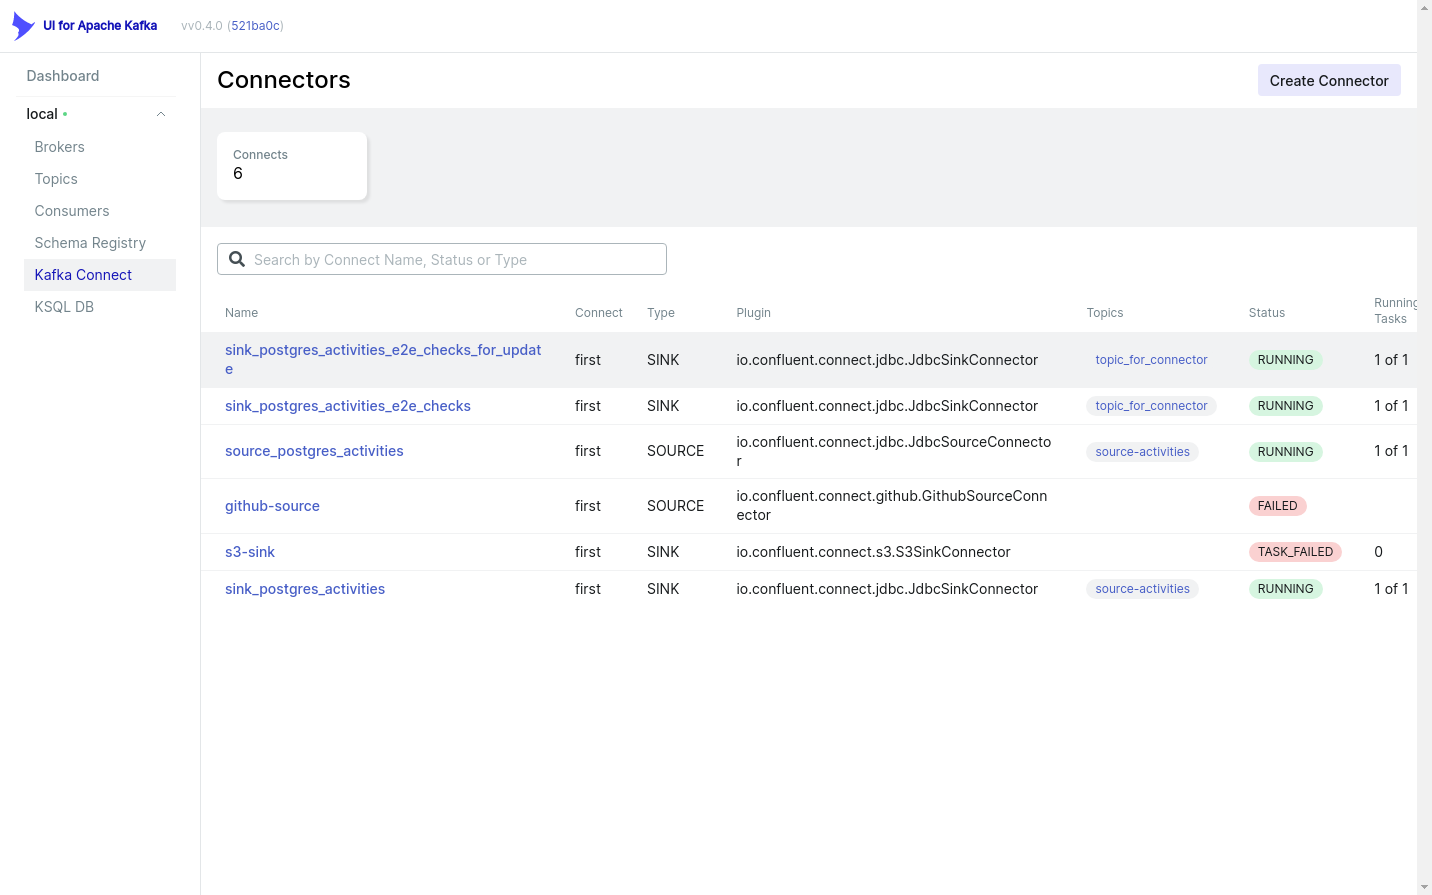 UI for Apache Kafka vv0.4.0 (521ba0c)
Dashboard
local
Brokers
Topics
Consumers
Schema Registry
Kafka Connect
KSQL DB
Connectors
Create Connector
Connects
6
Search by Connect Name, Status or Type
Name Connect Type Plugin Topics Status Running
Tasks
sink_postgres_activities_e2e_checks_for_updat
e
first SINK io.confluent.connect.jdbc.JdbcSinkConnector topic_for_connector RUNNING 1 of 1
sink_postgres_activities_e2e_checks first SINK io.confluent.connect.jdbc.JdbcSinkConnector topic_for_connector RUNNING 1 of 1
source_postgres_activities first SOURCE io.confluent.connect.jdbc.JdbcSourceConnecto
r
source-activities RUNNING 1 of 1
github-source first SOURCE io.confluent.connect.github.GithubSourceConn
ector
FAILED
s3-sink first SINK io.confluent.connect.s3.S3SinkConnector TASK_FAILED 0
sink_postgres_activities first SINK io.confluent.connect.jdbc.JdbcSinkConnector source-activities RUNNING 1 of 1